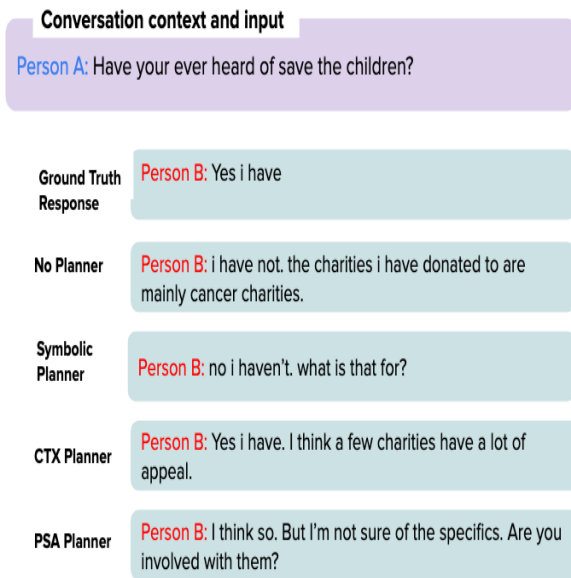 Conversation context and input
Person A: Have your ever heard of save the children?
Ground Truth
Response
Person B: Yes i have
No Planner
Person B: i have not. the charities i have donated to are
mainly cancer charities.
Symbolic
Planner
Person B: no i haven't. what is that for?
CTX Planner
Person B: Yes i have. I think a few charities have a lot of
appeal.
PSA Planner
Person B: I think so. But I'm not sure of the specifics. Are you
involved with them?